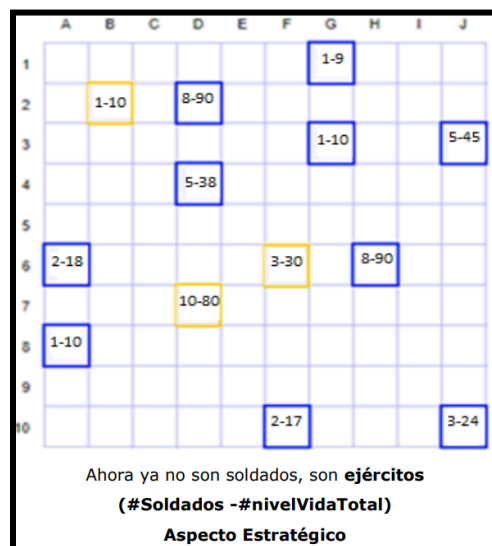 A B C D E F G H I J
1 1-9
2 1-10 8-90
3 1-10 5-45
4 5-38
5
6 2-18 3-30 8-90
7 10-80
8 1-10
9
10 2-17 3-24
Ahora ya no son soldados, son ejércitos
(#Soldados -#nivelVidaTotal)
Aspecto Estratégico